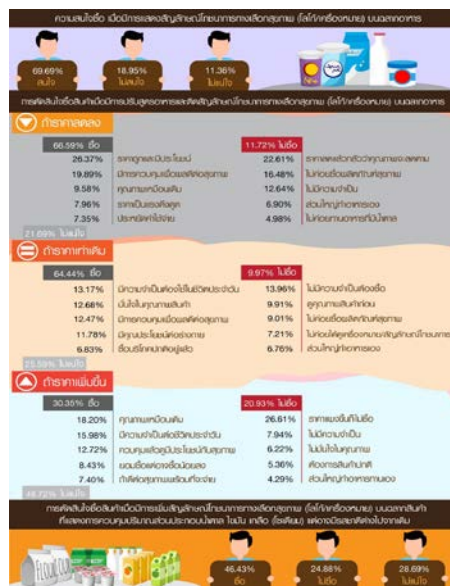 ความสนใจซื้อ เมื่อมีการแสดงสัญลักษณ์โภชนาการทางเลือกสุขภาพ (โลโก้/เครื่องหมาย) บนฉลากอาหาร
69.69% สนใจ
18.95% ไม่สนใจ
11.36% ไม่แน่ใจ
การตัดสินใจซื้อสินค้าเมื่อมีการปรับสูตรอาหารและติดสัญลักษณ์โภชนาการทางเลือกสุขภาพ (โลโก้/เครื่องหมาย) บนฉลากอาหาร
ถ้าราคาลดลง
66.59% ซื้อ
26.37% ราคาถูกและมีประโยชน์
19.89% มีการควบคุมเพื่อผลดีต่อสุขภาพ
9.58% คุณภาพเหมือนเดิม
7.96% ราคาเป็นแรงดึงดูด
7.35% ประหยัดค่าใช้จ่าย
11.72% ไม่ซื้อ
22.61% ราคาลดแล้วกลัวว่าคุณภาพจะลดตาม
16.48% ไม่ค่อยซื้อผลิตภัณฑ์สุขภาพ
12.64% ไม่มีความจำเป็น
6.90% ส่วนใหญ่ทำอาหารเอง
4.98% ไม่ค่อยทานอาหารที่มีน้ำตาล
21.69% ไม่แน่ใจ
ถ้าราคาเท่าเดิม
64.44% ซื้อ
13.17% มีความจำเป็นต้องใช้ในชีวิตประจำวัน
12.68% มั่นใจในคุณภาพสินค้า
12.47% มีการควบคุมเพื่อผลดีต่อสุขภาพ
11.78% มีคุณประโยชน์ต่อร่างกาย
6.83% ซื้อบริโภคปกติอยู่แล้ว
9.97% ไม่ซื้อ
13.96% ไม่มีความจำเป็นต้องซื้อ
9.91% ดูคุณภาพสินค้าก่อน
9.01% ไม่ค่อยซื้อผลิตภัณฑ์สุขภาพ
7.21% ไม่ค่อยได้ดูเครื่องหมาย/สัญลักษณ์โภชนาการ
6.76% ส่วนใหญ่ทำอาหารเอง
25.59% ไม่แน่ใจ
ถ้าราคาเพิ่มขึ้น
30.35% ซื้อ
18.20% คุณภาพเหมือนเดิม
15.98% มีความจำเป็นต่อชีวิตประจำวัน
12.72% ควบคุมแล้วดูมีประโยชน์กับสุขภาพ
8.43% ยอมซื้อแต่อาจซื้อน้อยลง
7.40% ถ้าดีต่อสุขภาพพร้อมที่จะจ่าย
20.93% ไม่ซื้อ
26.61% ราคาแพงขึ้นก็ไม่ซื้อ
7.94% ไม่มีความจำเป็น
6.22% ไม่มั่นใจในคุณภาพ
5.36% ต้องการสินค้าปกติ
4.29% ส่วนใหญ่ทำอาหารทานเอง
48.72% ไม่แน่ใจ
การตัดสินใจซื้อสินค้าเมื่อมีการเพิ่มสัญลักษณ์โภชนาการทางเลือกสุขภาพ (โลโก้/เครื่องหมาย) บนฉลากสินค้า
ที่แสดงการควบคุมปริมาณส่วนประกอบน้ำตาล ไขมัน เกลือ (โซเดียม) แต่อาจมีรสชาติต่างไปจากเดิม
46.43% ซื้อ
24.88% ไม่ซื้อ
28.69% ไม่แน่ใจ